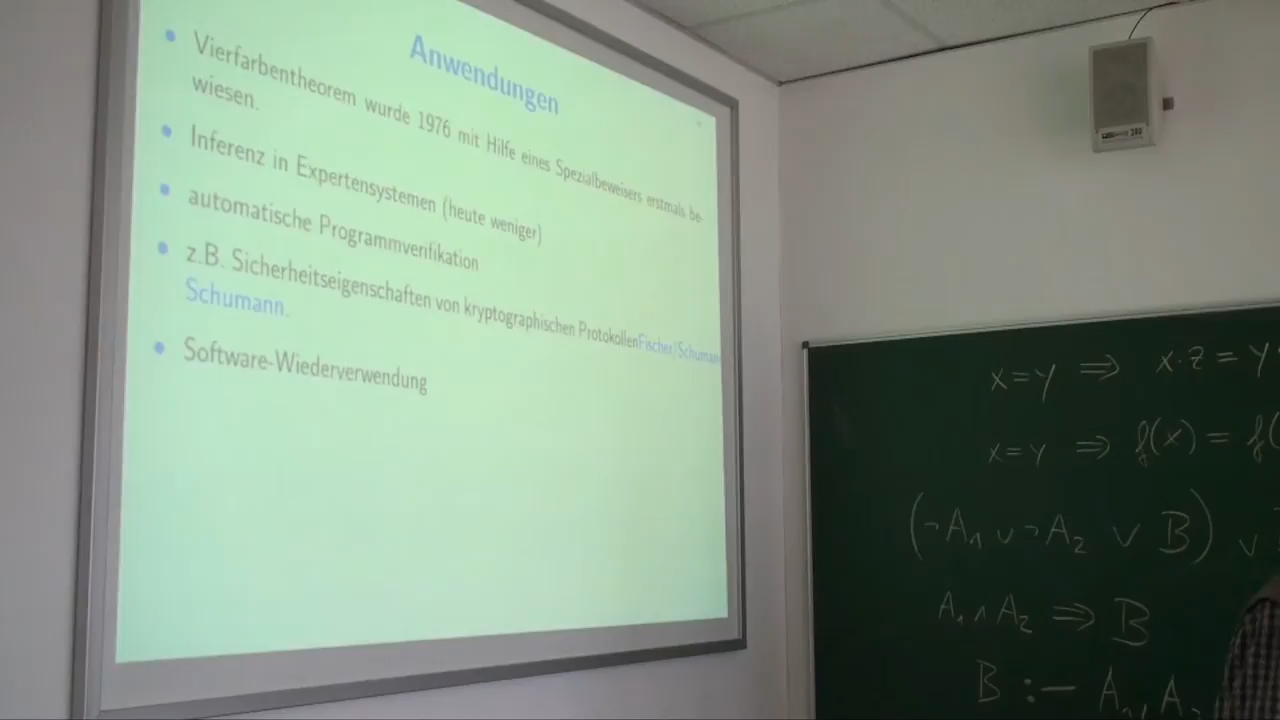 Anwendungen
• Vierfarbentheorem wurde 1976 mit Hilfe eines Spezialbeweisers erstmals be-
wiesen.
• Inferenz in Expertensystemen (heute weniger)
• automatische Programmverifikation
• z.B. Sicherheitseigenschaften von kryptographischen ProtokollenFischer/Schuman
Schumann.
• Software-Wiederverwendung
x=y ⇒ x·z = y
x=y ⇒ f(x) = f(
(¬A₁ ∨ ¬A₂ ∨ B) ∨
A₁ ∧ A₂ ⇒ B
B :– A₁, A₂